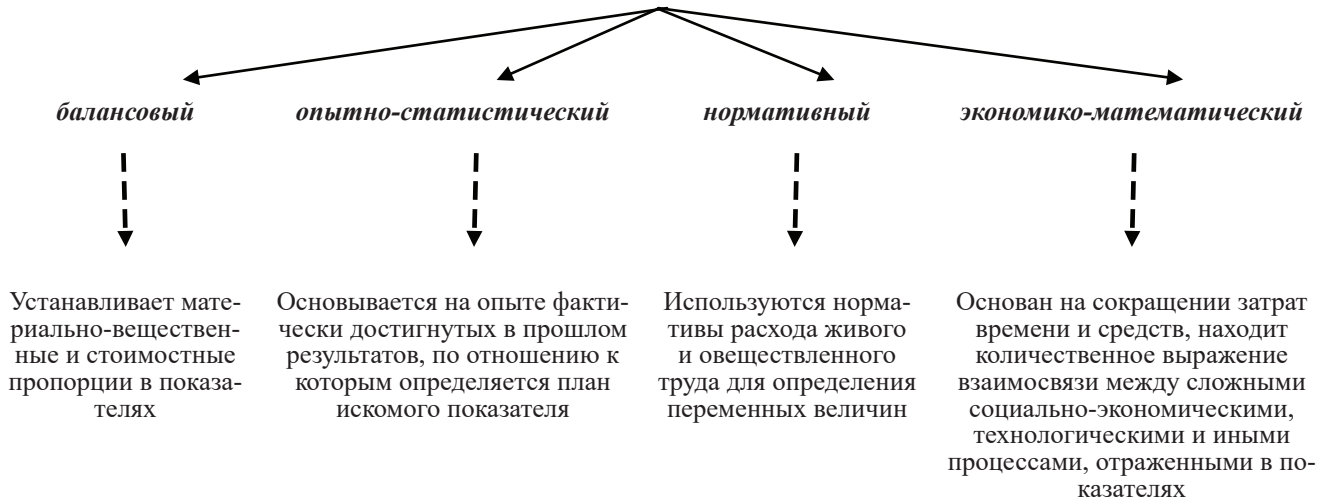 балансовый
опытно-статистический
нормативный
экономико-математический
Устанавливает мате-
риально-веществен-
ные и стоимостные
пропорции в показа-
телях
Основывается на опыте факти-
чески достигнутых в прошлом
результатов, по отношению к
которым определяется план
искомого показателя
Используются норма-
тивы расхода живого
и овеществленного
труда для определения
переменных величин
Основан на сокращении затрат
времени и средств, находит
количественное выражение
взаимосвязи между сложными
социально-экономическими,
технологическими и иными
процессами, отраженными в по-
казателях